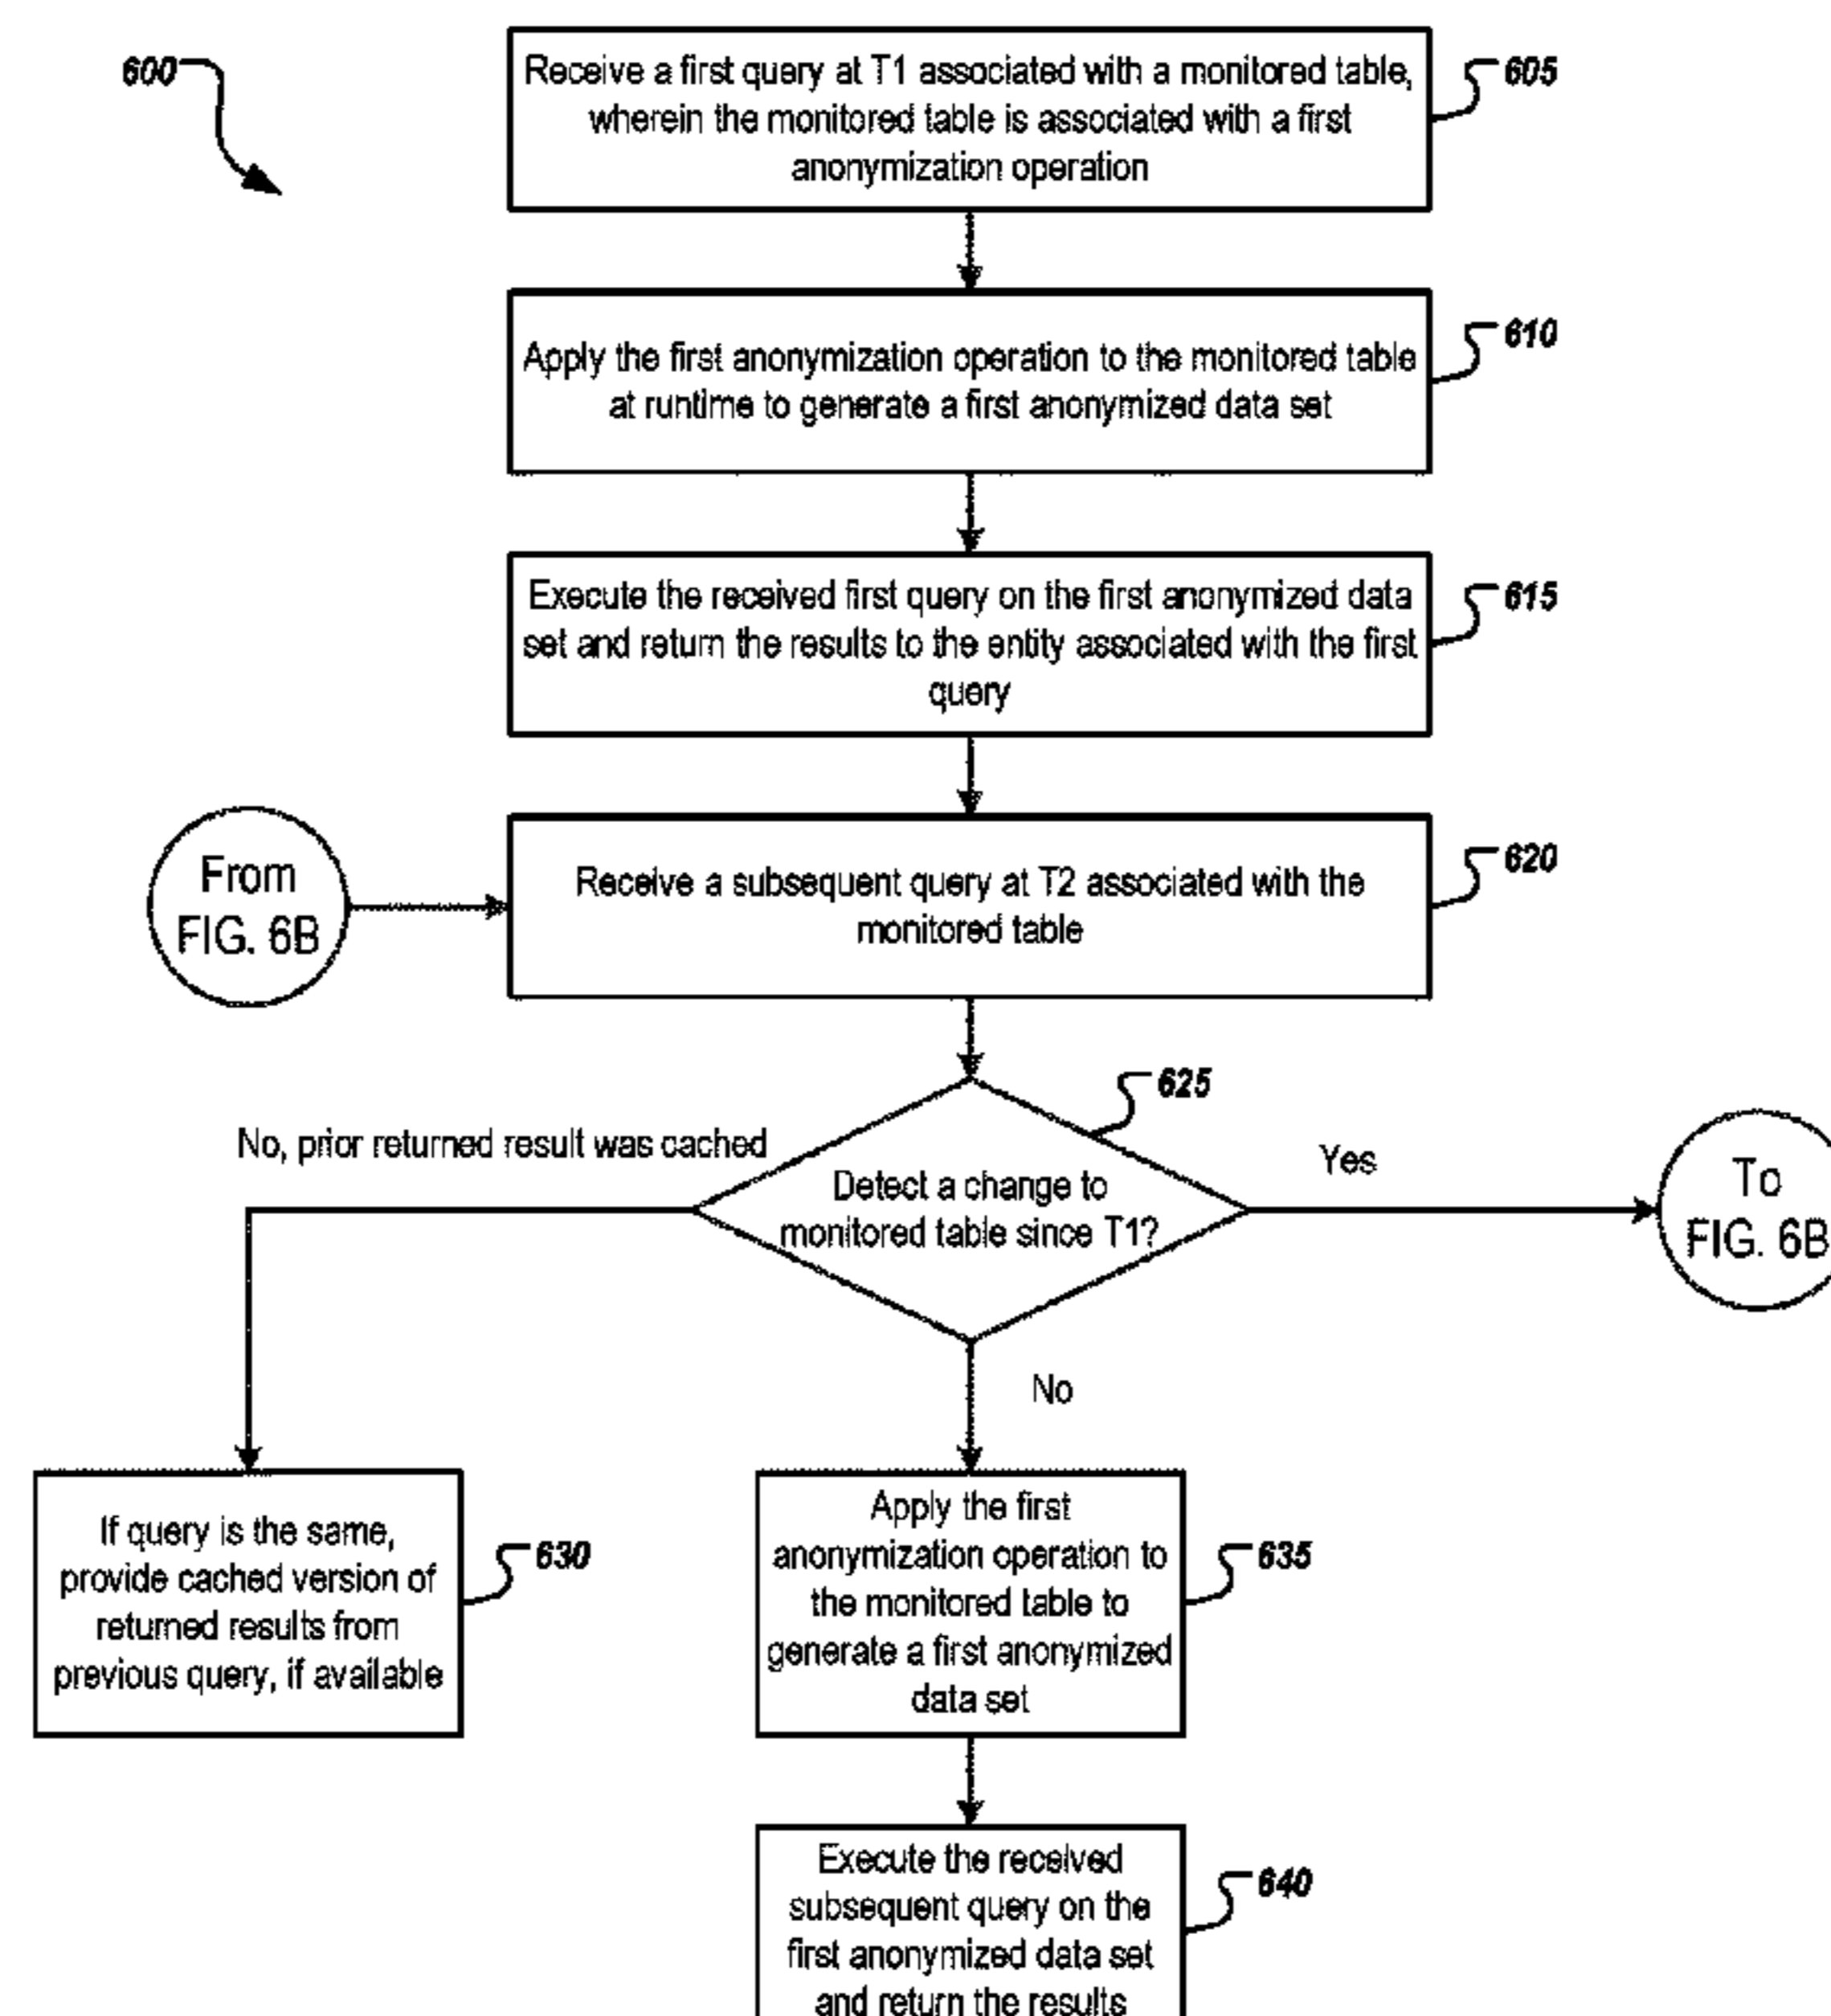 600
Receive a first query at T1 associated with a monitored table,
wherein the monitored table is associated with a first
anonymization operation
605
Apply the first anonymization operation to the monitored table
at runtime to generate a first anonymized data set
610
Execute the received first query on the first anonymized data
set and return the results to the entity associated with the first
query
615
From
FIG. 6B
Receive a subsequent query at T2 associated with the
monitored table
620
625
No, prior returned result was cached
Detect a change to
monitored table since T1?
Yes
To
FIG. 6B
No
If query is the same,
provide cached version of
returned results from
previous query, if available
630
Apply the first
anonymization operation to
the monitored table to
generate a first anonymized
data set
635
Execute the received
subsequent query on the
first anonymized data set
and return the results
640